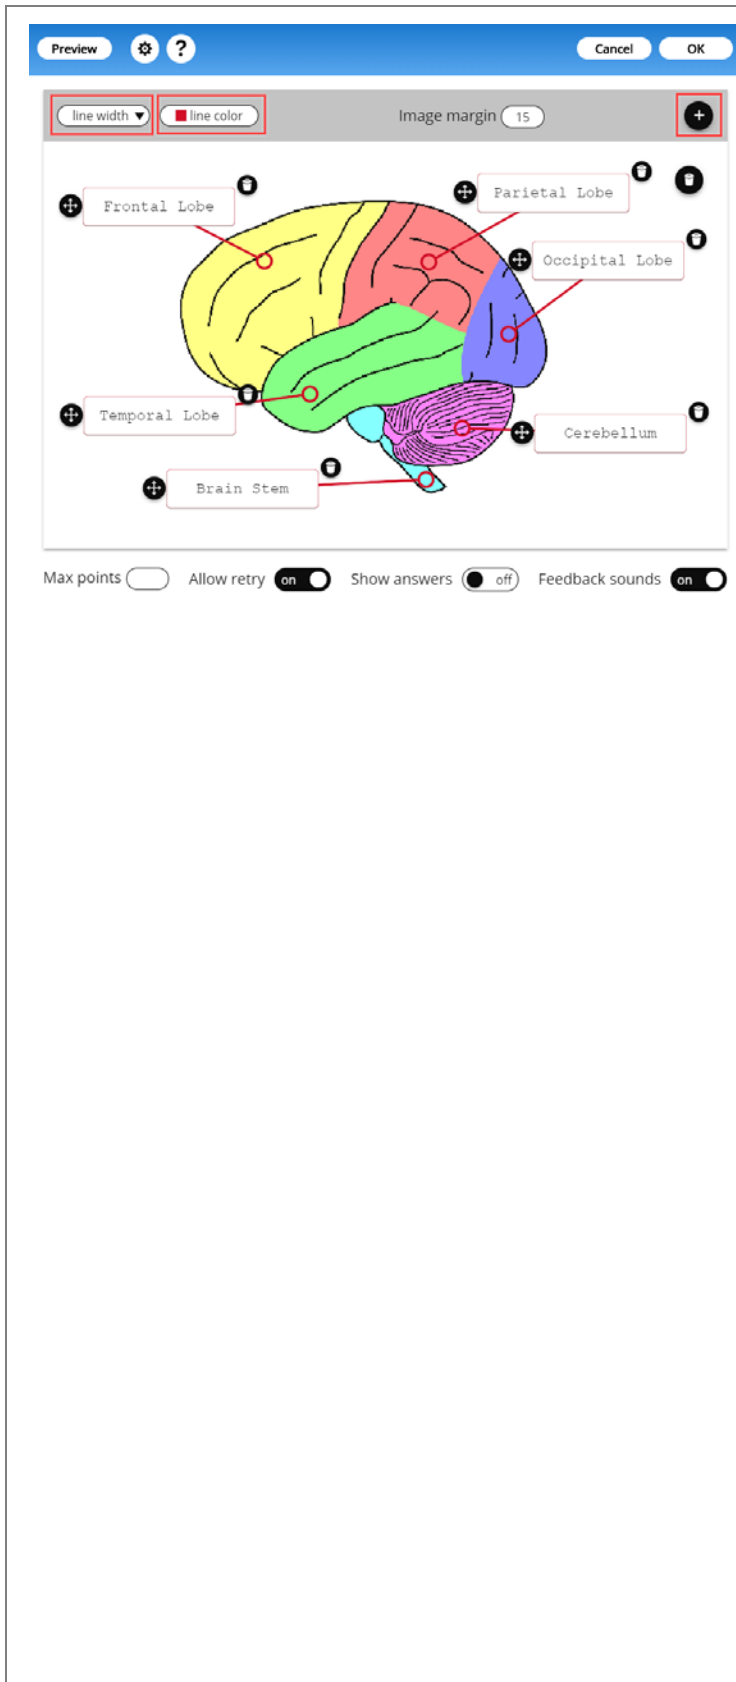 Preview ? Cancel OK
line width line color Image margin 15 +
Frontal Lobe
Parietal Lobe
Occipital Lobe
Temporal Lobe
Cerebellum
Brain Stem
Max points Allow retry on Show answers off Feedback sounds on